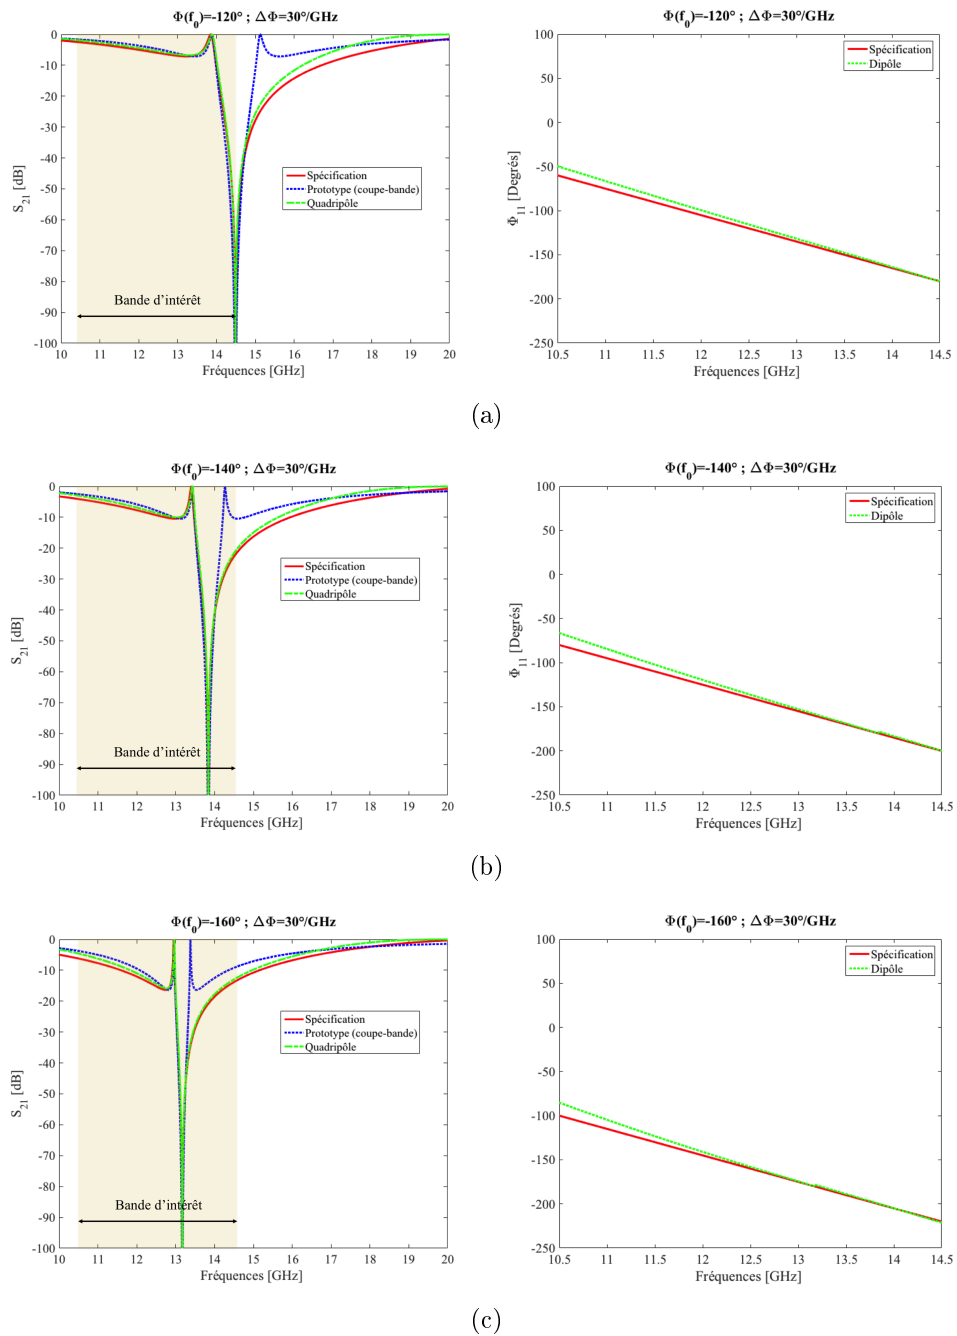 Φ(f0)=-120° ; ΔΦ=30°/GHz
0
-10
-20
-30
-40
-50
-60
-70
-80
-90
-100
S21 [dB]
Spécification
Prototype (coupe-bande)
Quadripôle
Bande d'intérêt
10 11 12 13 14 15 16 17 18 19 20
Fréquences [GHz]
Φ(f0)=-120° ; ΔΦ=30°/GHz
100
50
0
-50
-100
-150
-200
-250
Φ11 [Degrés]
Spécification
Dipôle
10.5 11 11.5 12 12.5 13 13.5 14 14.5
Fréquences [GHz]
(a)
Φ(f0)=-140° ; ΔΦ=30°/GHz
0
-10
-20
-30
-40
-50
-60
-70
-80
-90
-100
S21 [dB]
Spécification
Prototype (coupe-bande)
Quadripôle
Bande d'intérêt
10 11 12 13 14 15 16 17 18 19 20
Fréquences [GHz]
Φ(f0)=-140° ; ΔΦ=30°/GHz
100
50
0
-50
-100
-150
-200
-250
Φ11 [Degrés]
Spécification
Dipôle
10.5 11 11.5 12 12.5 13 13.5 14 14.5
Fréquences [GHz]
(b)
Φ(f0)=-160° ; ΔΦ=30°/GHz
0
-10
-20
-30
-40
-50
-60
-70
-80
-90
-100
S21 [dB]
Spécification
Prototype (coupe-bande)
Quadripôle
Bande d'intérêt
10 11 12 13 14 15 16 17 18 19 20
Fréquences [GHz]
Φ(f0)=-160° ; ΔΦ=30°/GHz
100
50
0
-50
-100
-150
-200
-250
Φ11 [Degrés]
Spécification
Dipôle
10.5 11 11.5 12 12.5 13 13.5 14 14.5
Fréquences [GHz]
(c)